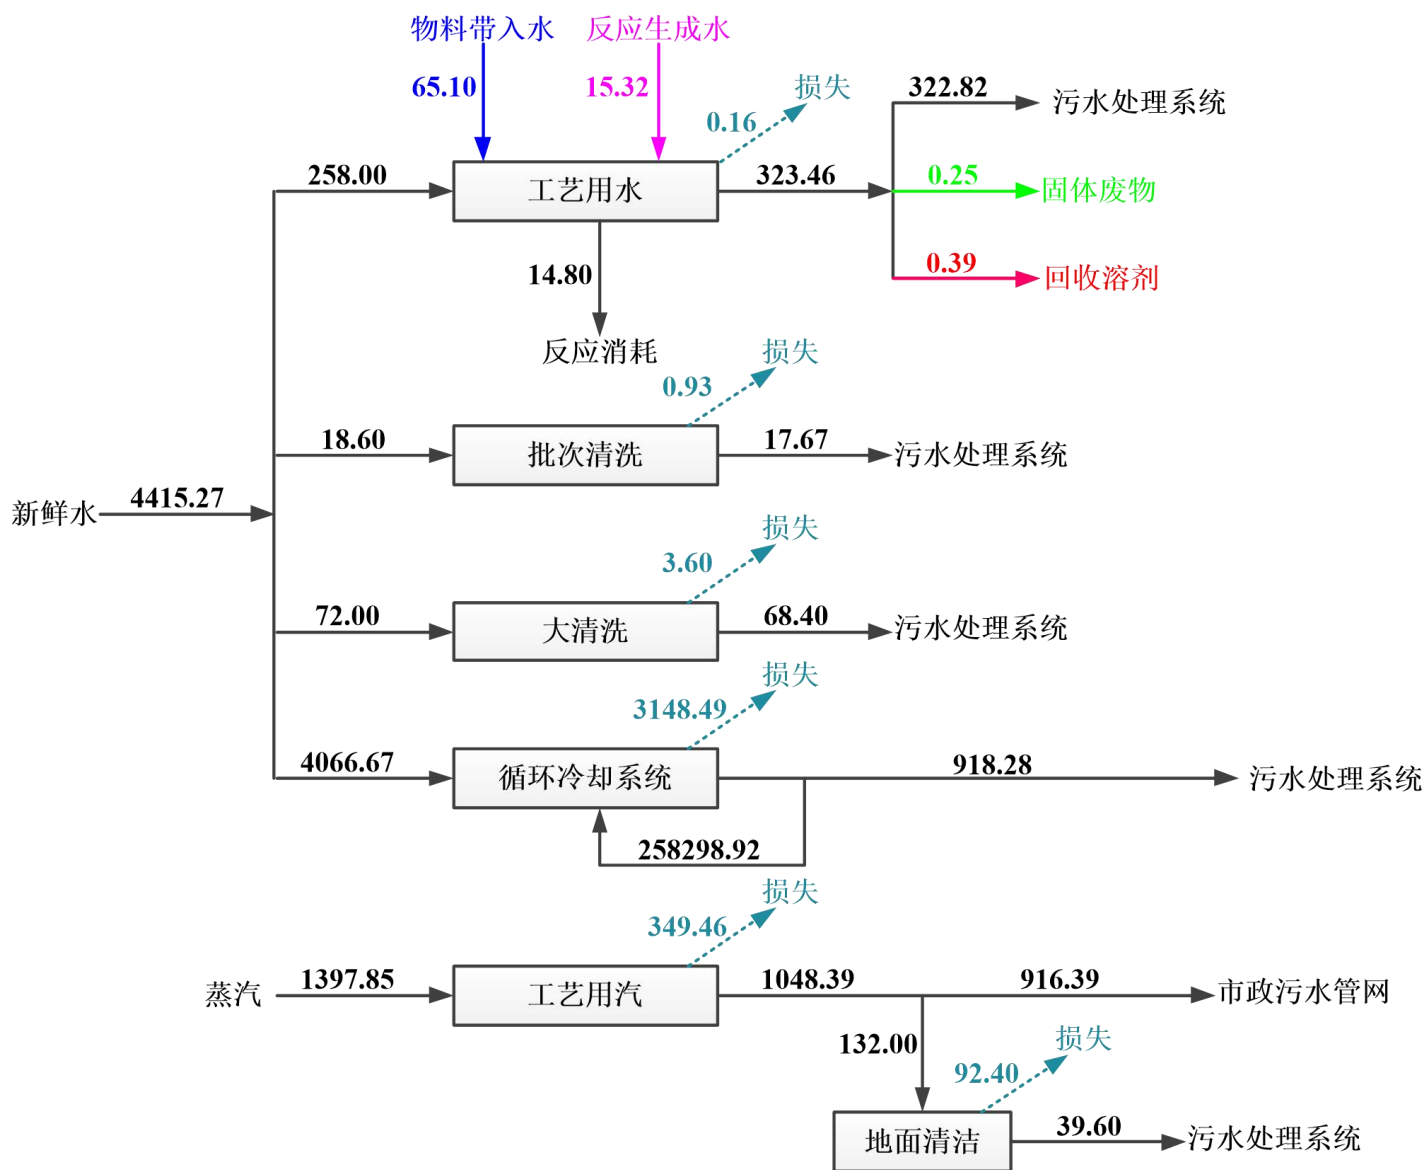 物料带入水
反应生成水
65.10
15.32
损失
0.16
322.82
污水处理系统
258.00
工艺用水
323.46
0.25
固体废物
14.80
0.39
回收溶剂
反应消耗
损失
0.93
18.60
批次清洗
17.67
污水处理系统
新鲜水
4415.27
损失
3.60
72.00
大清洗
68.40
污水处理系统
损失
3148.49
4066.67
循环冷却系统
918.28
污水处理系统
258298.92
损失
349.46
蒸汽
1397.85
工艺用汽
1048.39
916.39
市政污水管网
132.00
损失
92.40
地面清洁
39.60
污水处理系统